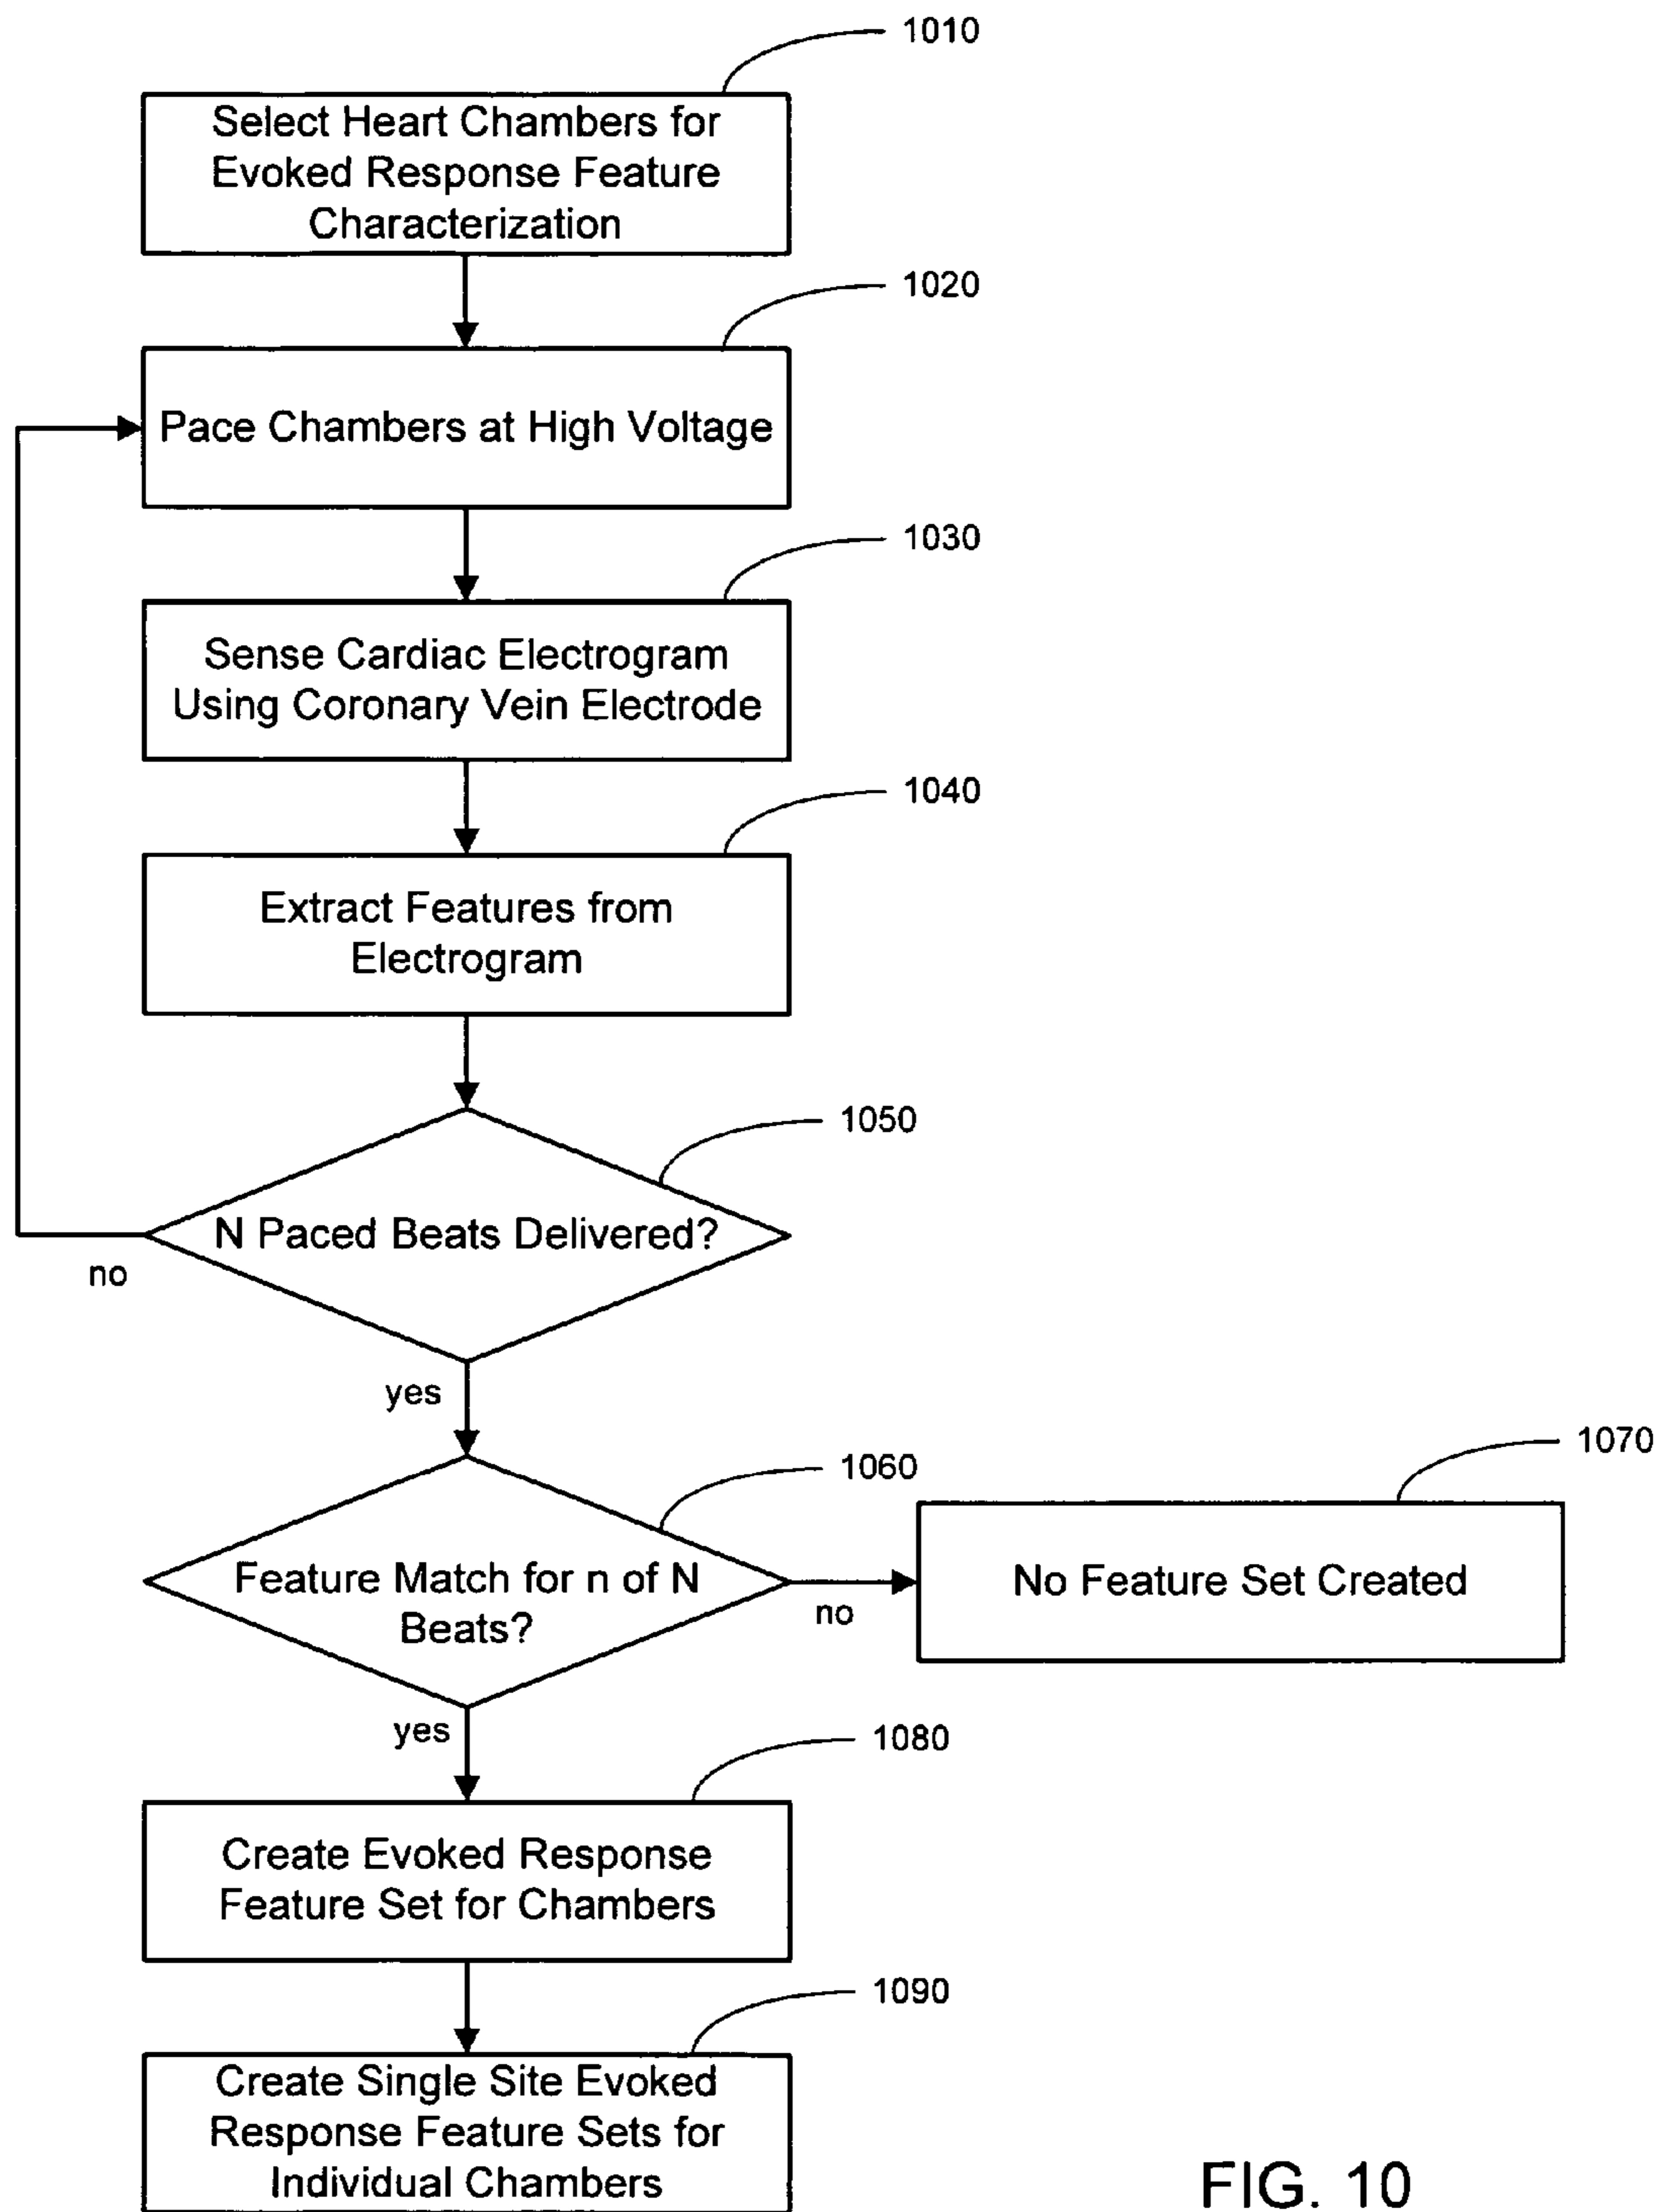 1010
Select Heart Chambers for
Evoked Response Feature
Characterization
1020
Pace Chambers at High Voltage
1030
Sense Cardiac Electrogram
Using Coronary Vein Electrode
1040
Extract Features from
Electrogram
1050
N Paced Beats Delivered?
no
yes
1060
Feature Match for n of N
Beats?
no
1070
No Feature Set Created
yes
1080
Create Evoked Response
Feature Set for Chambers
1090
Create Single Site Evoked
Response Feature Sets for
Individual Chambers
FIG. 10